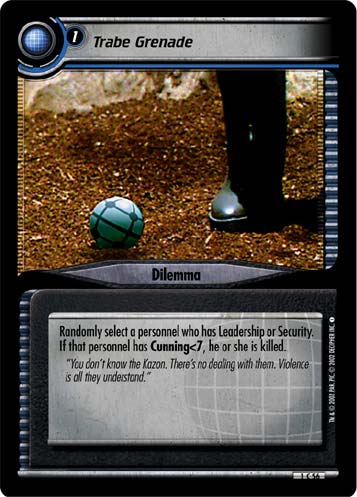 1 Trabe Grenade
Dilemma
Randomly select a personnel who has Leadership or Security.
If that personnel has Cunning<7, he or she is killed.
"You don't know the Kazon. There's no dealing with them. Violence
is all they understand."
TM & © 2002 PAR. PIC. © 2002 DECIPHER INC.
1 C 56